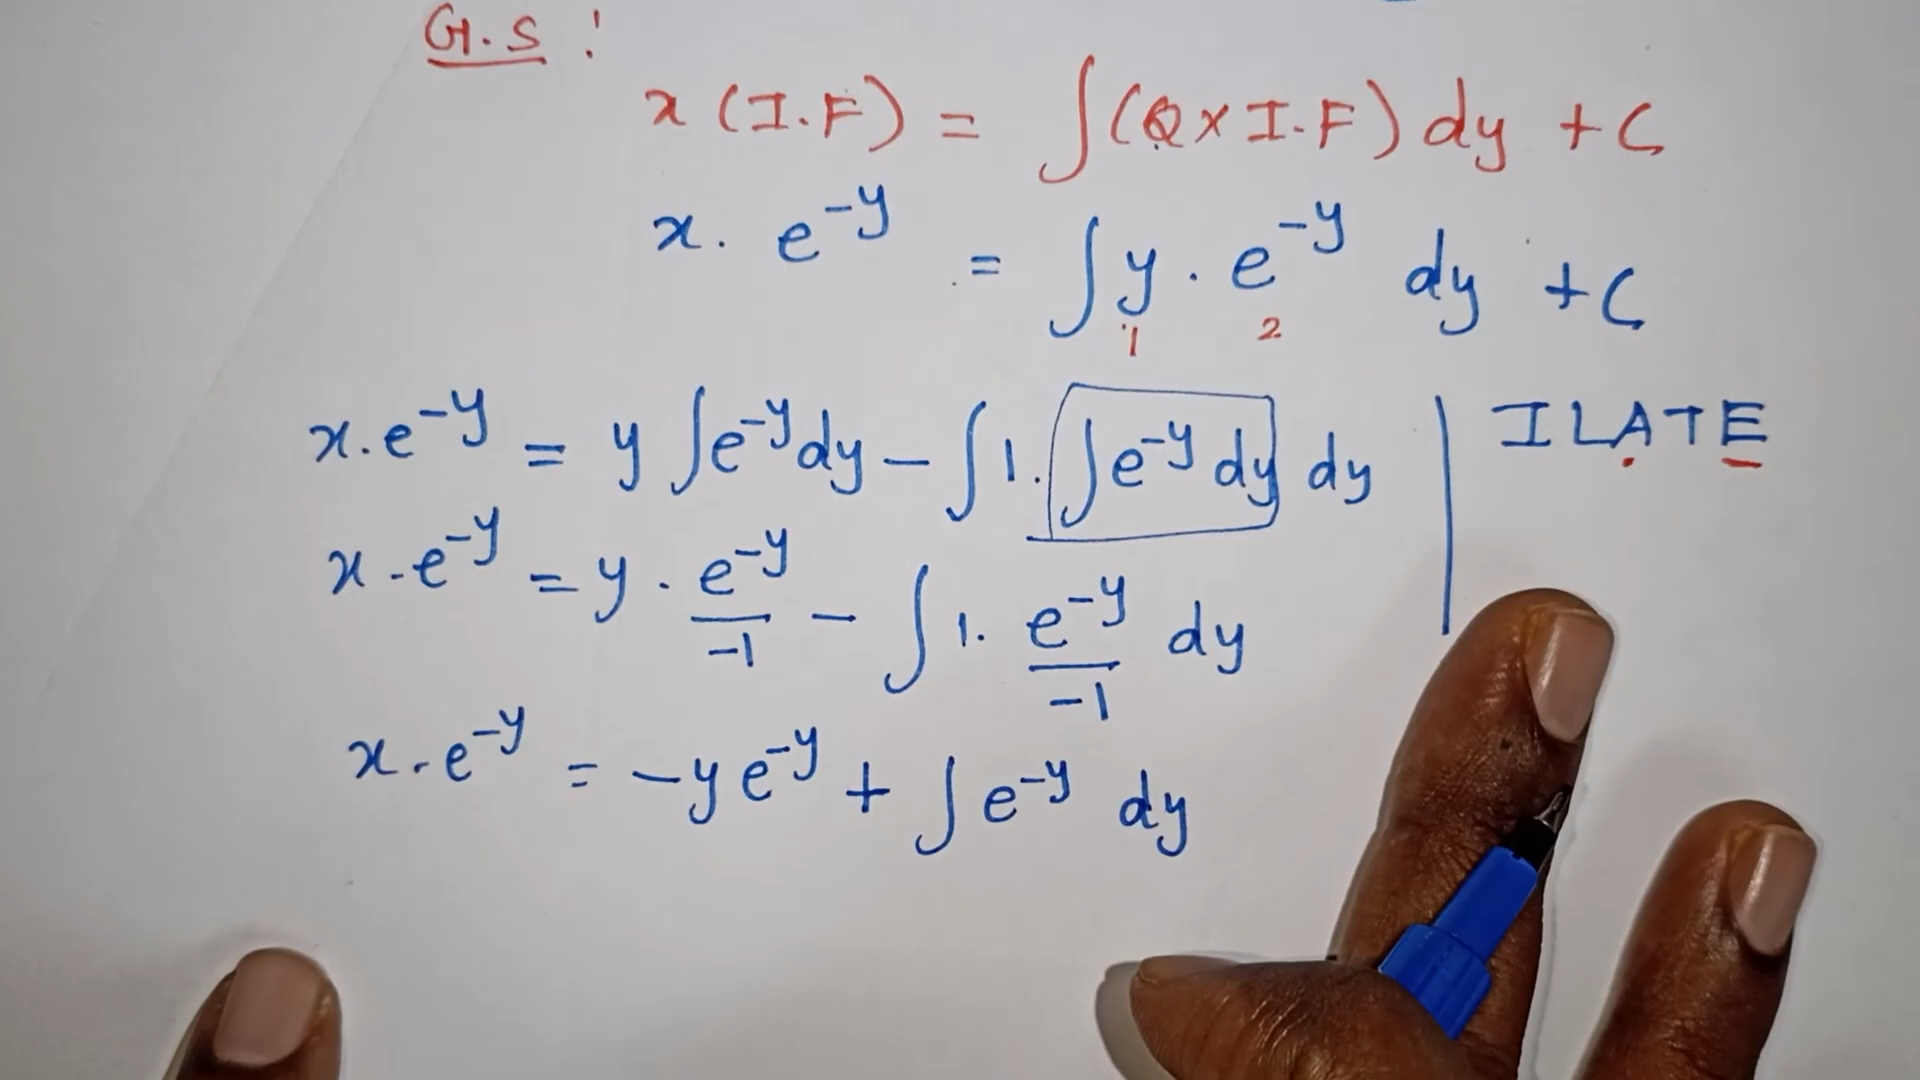 G.S :
x (I.F) = ∫(Q×I.F) dy + C
x. e^{-y} = ∫y . e^{-y} dy + C
1 2
x.e^{-y} = y ∫e^{-y}dy - ∫1. ∫e^{-y} dy dy | ILATE
x.e^{-y} = y . e^{-y}/-1 - ∫1. e^{-y}/-1 dy
x.e^{-y} = -ye^{-y} + ∫e^{-y} dy